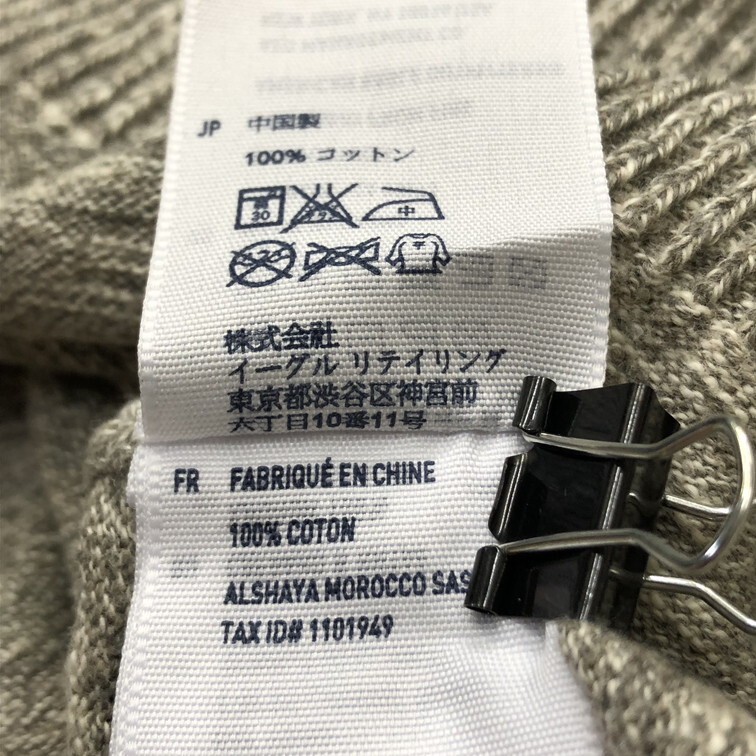 JP 中国製
100% コットン
30
中
株式会社
イーグル リテイリング
東京都渋谷区神宮前
六丁目10番11号
FR FABRIQUÉ EN CHINE
100% COTON
ALSHAYA MOROCCO SAS
TAX ID# 1101949